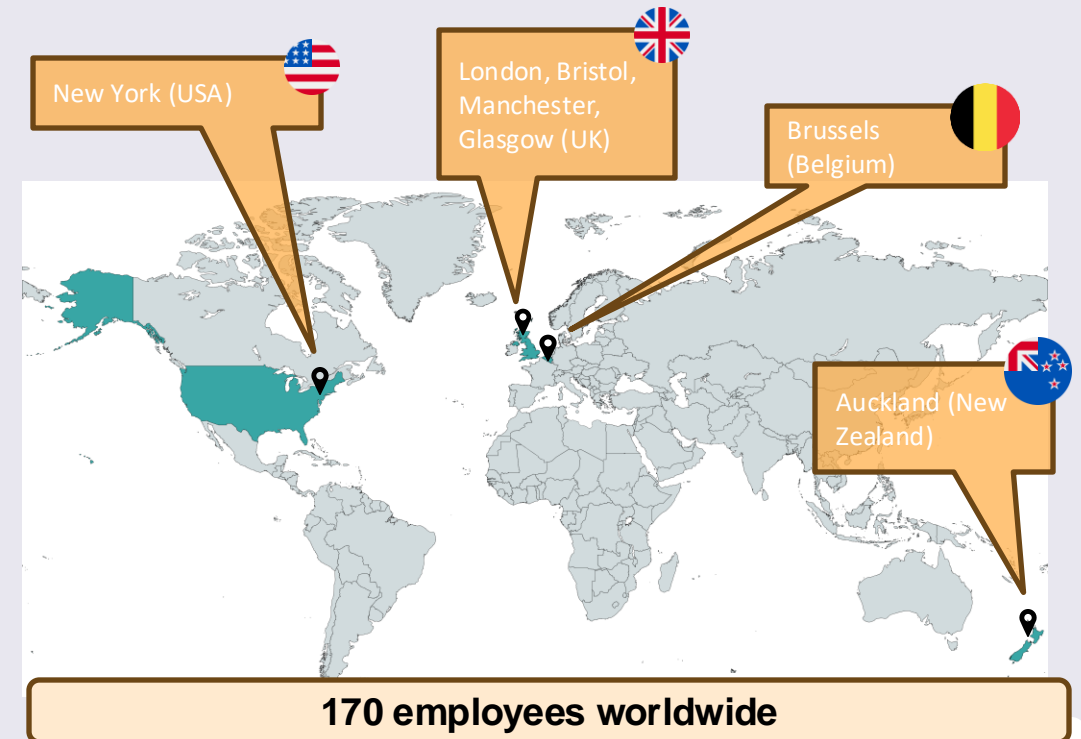 New York (USA)
London, Bristol,
Manchester,
Glasgow (UK)
Brussels
(Belgium)
Auckland (New
Zealand)
170 employees worldwide